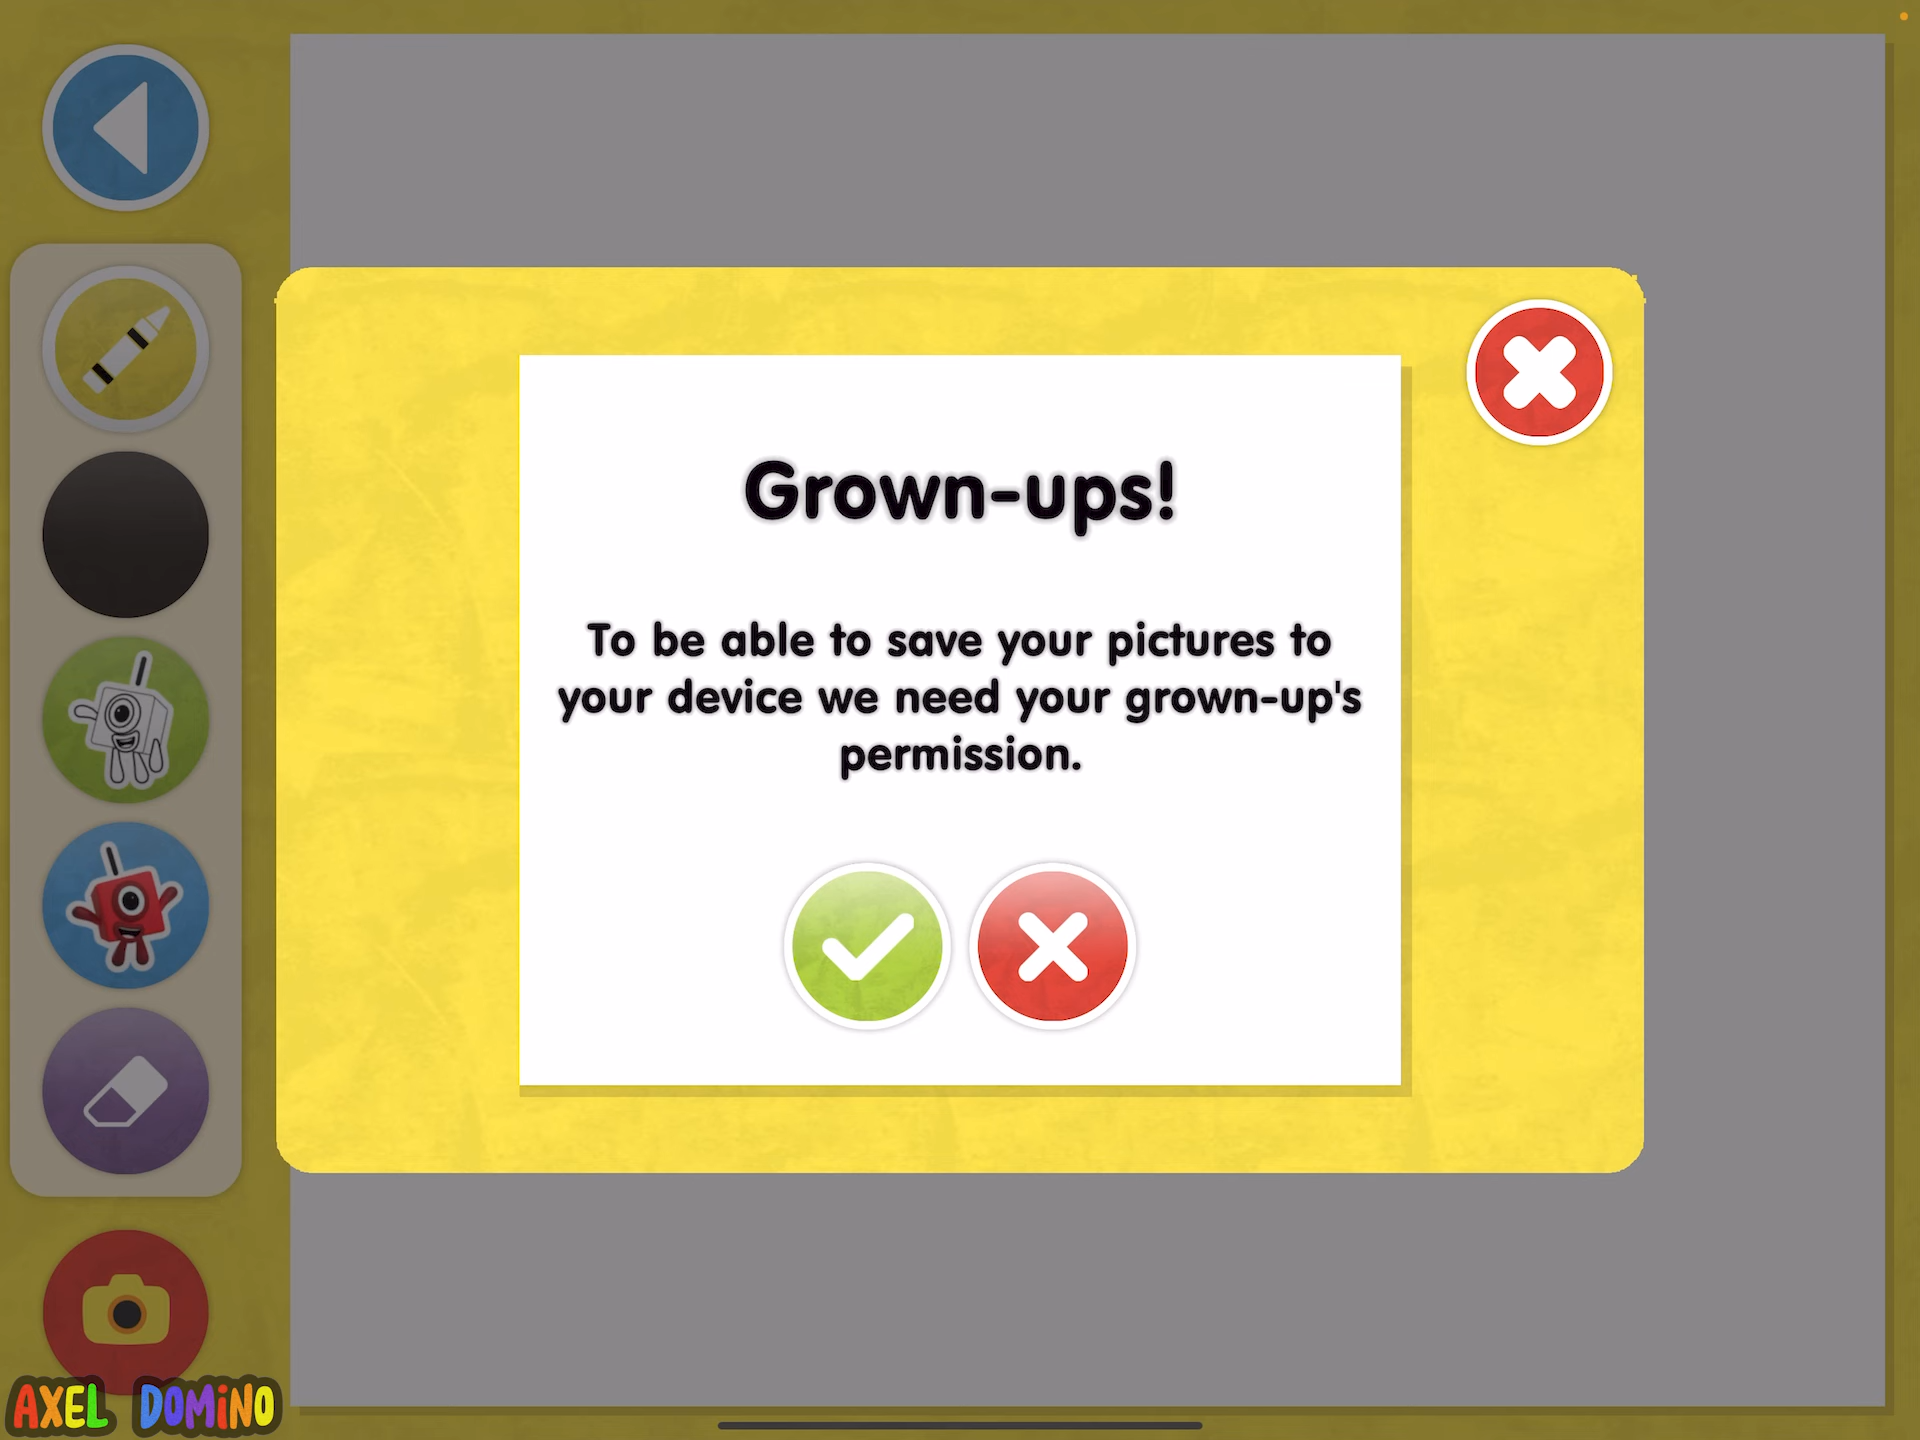 Grown-ups!
To be able to save your pictures to
your device we need your grown-up's
permission.
AXEL DOMiNO